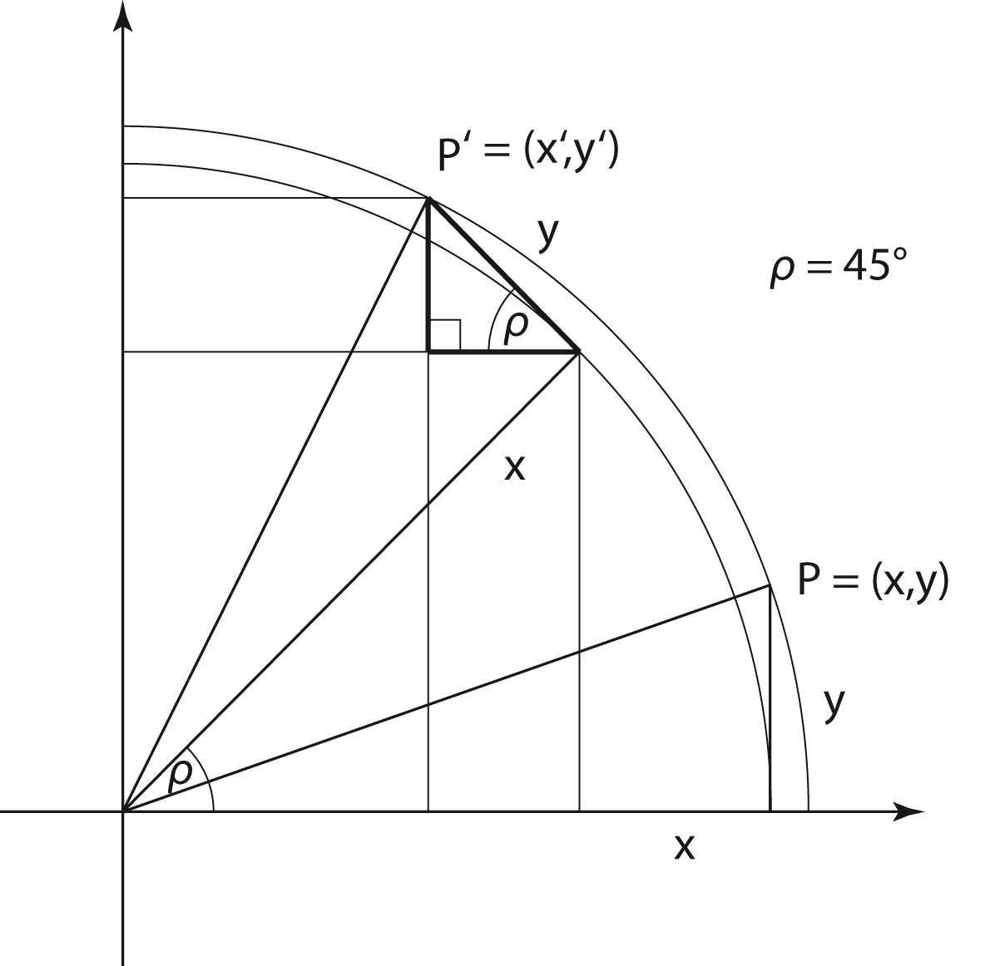 P‘ = (x‘,y‘)
y
ρ = 45°
ρ
x
P = (x,y)
y
ρ
x